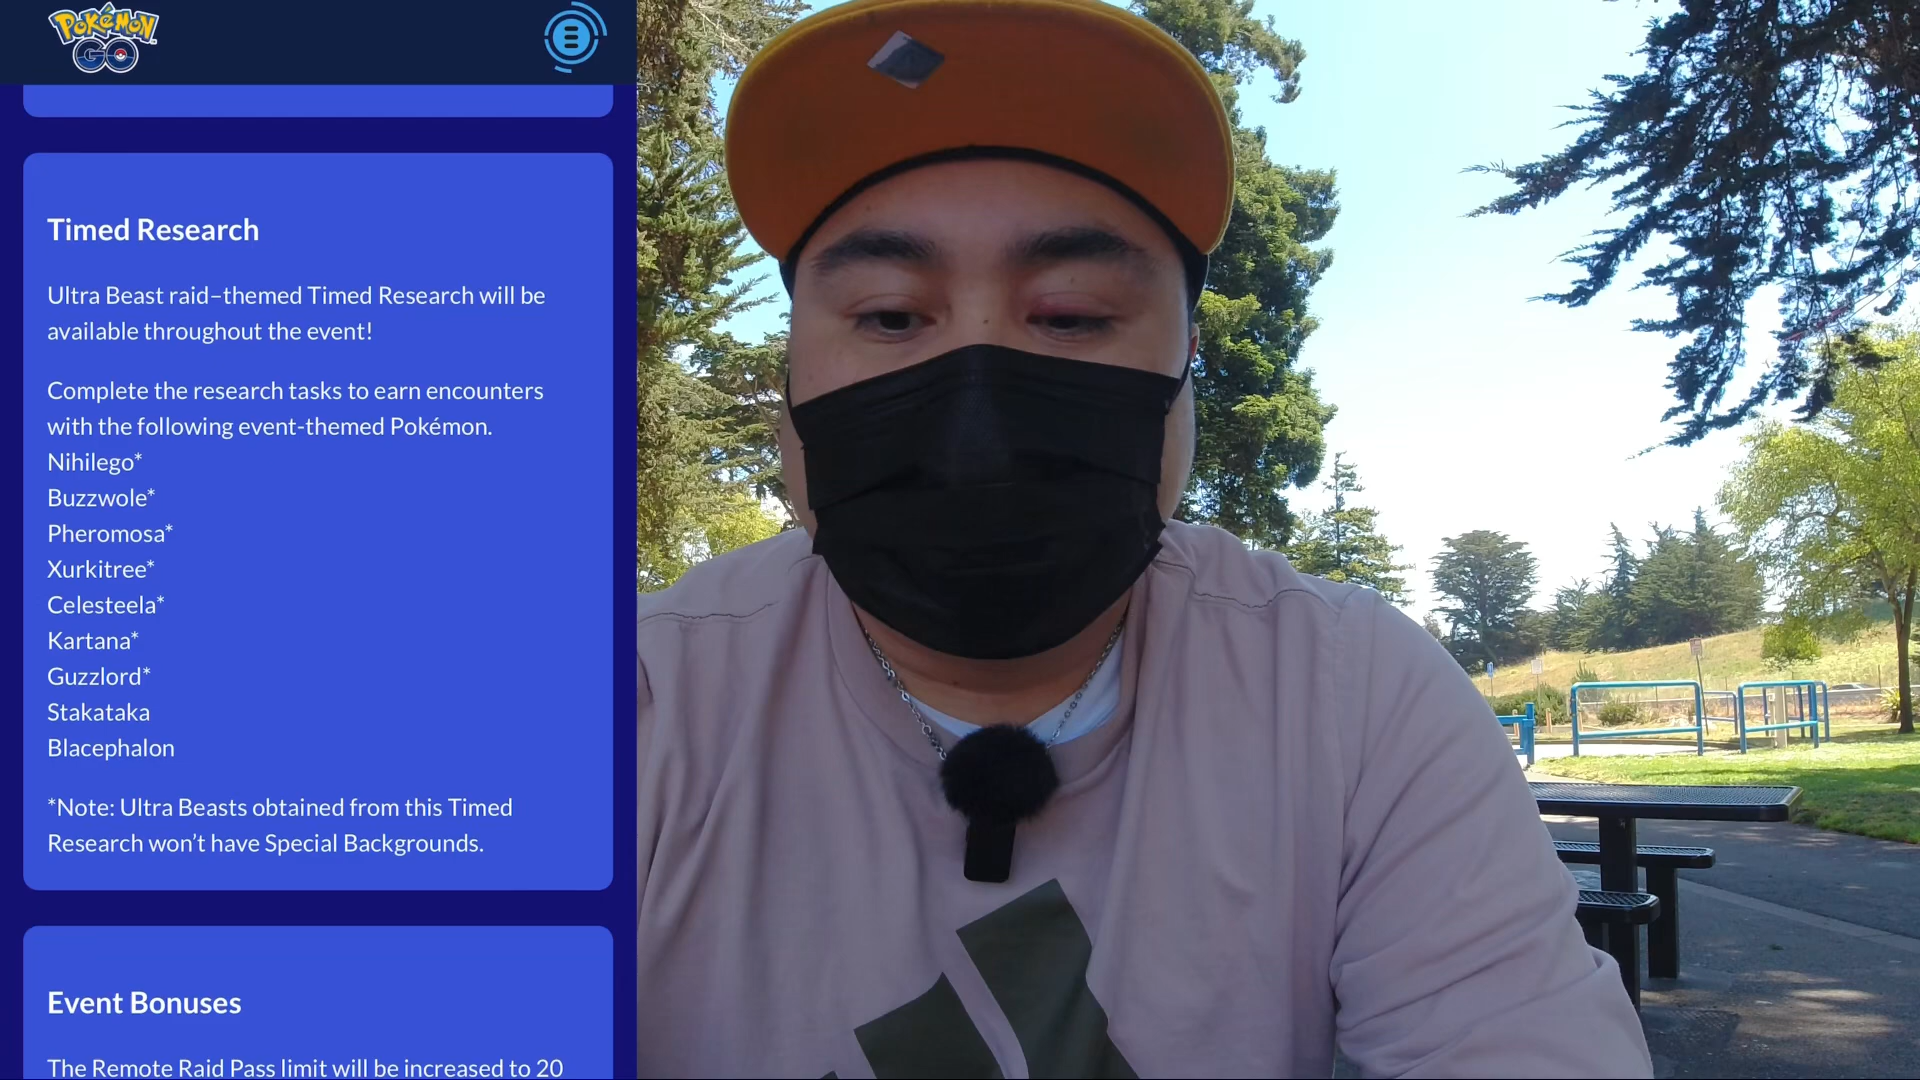 POKÉMON
GO
Timed Research
Ultra Beast raid–themed Timed Research will be
available throughout the event!
Complete the research tasks to earn encounters
with the following event-themed Pokémon.
Nihilego*
Buzzwole*
Pheromosa*
Xurkitree*
Celesteela*
Kartana*
Guzzlord*
Stakataka
Blacephalon
*Note: Ultra Beasts obtained from this Timed
Research won’t have Special Backgrounds.
Event Bonuses
The Remote Raid Pass limit will be increased to 20